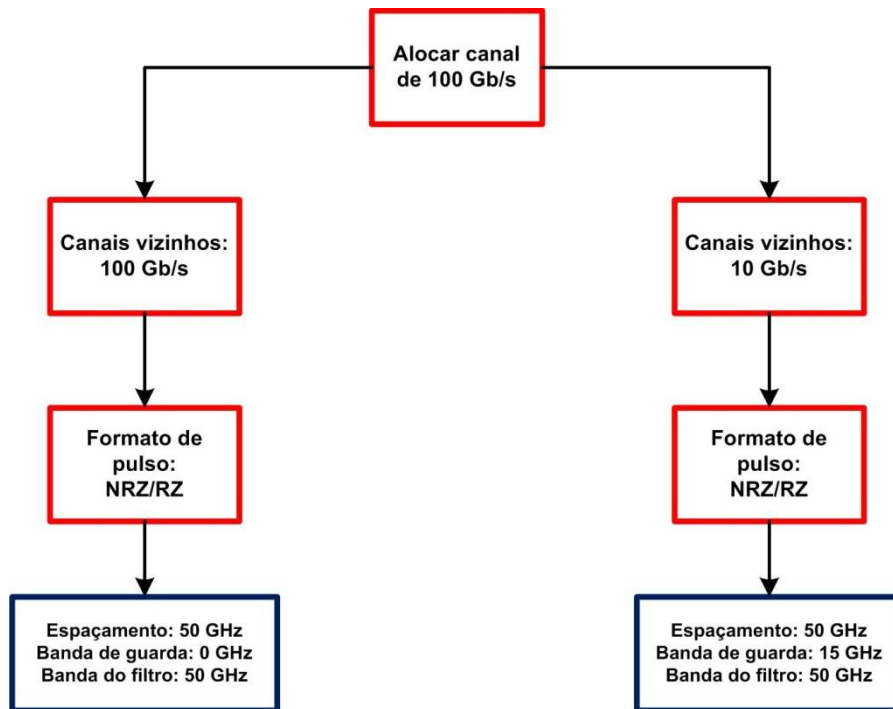 Alocar canal
de 100 Gb/s
Canais vizinhos:
100 Gb/s
Canais vizinhos:
10 Gb/s
Formato de
pulso:
NRZ/RZ
Formato de
pulso:
NRZ/RZ
Espaçamento: 50 GHz
Banda de guarda: 0 GHz
Banda do filtro: 50 GHz
Espaçamento: 50 GHz
Banda de guarda: 15 GHz
Banda do filtro: 50 GHz